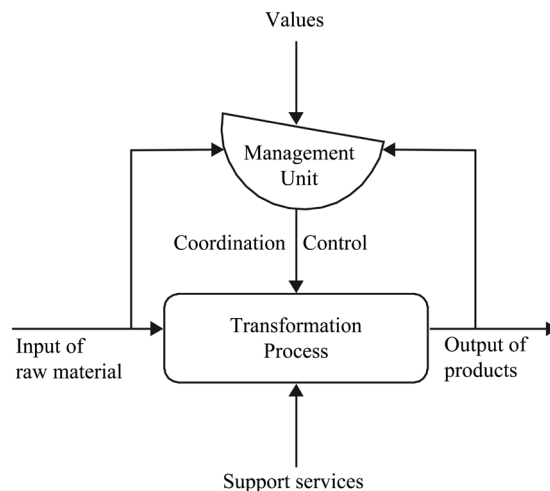 Values
Management
Unit
Coordination Control
Transformation
Process
Input of
raw material
Output of
products
Support services